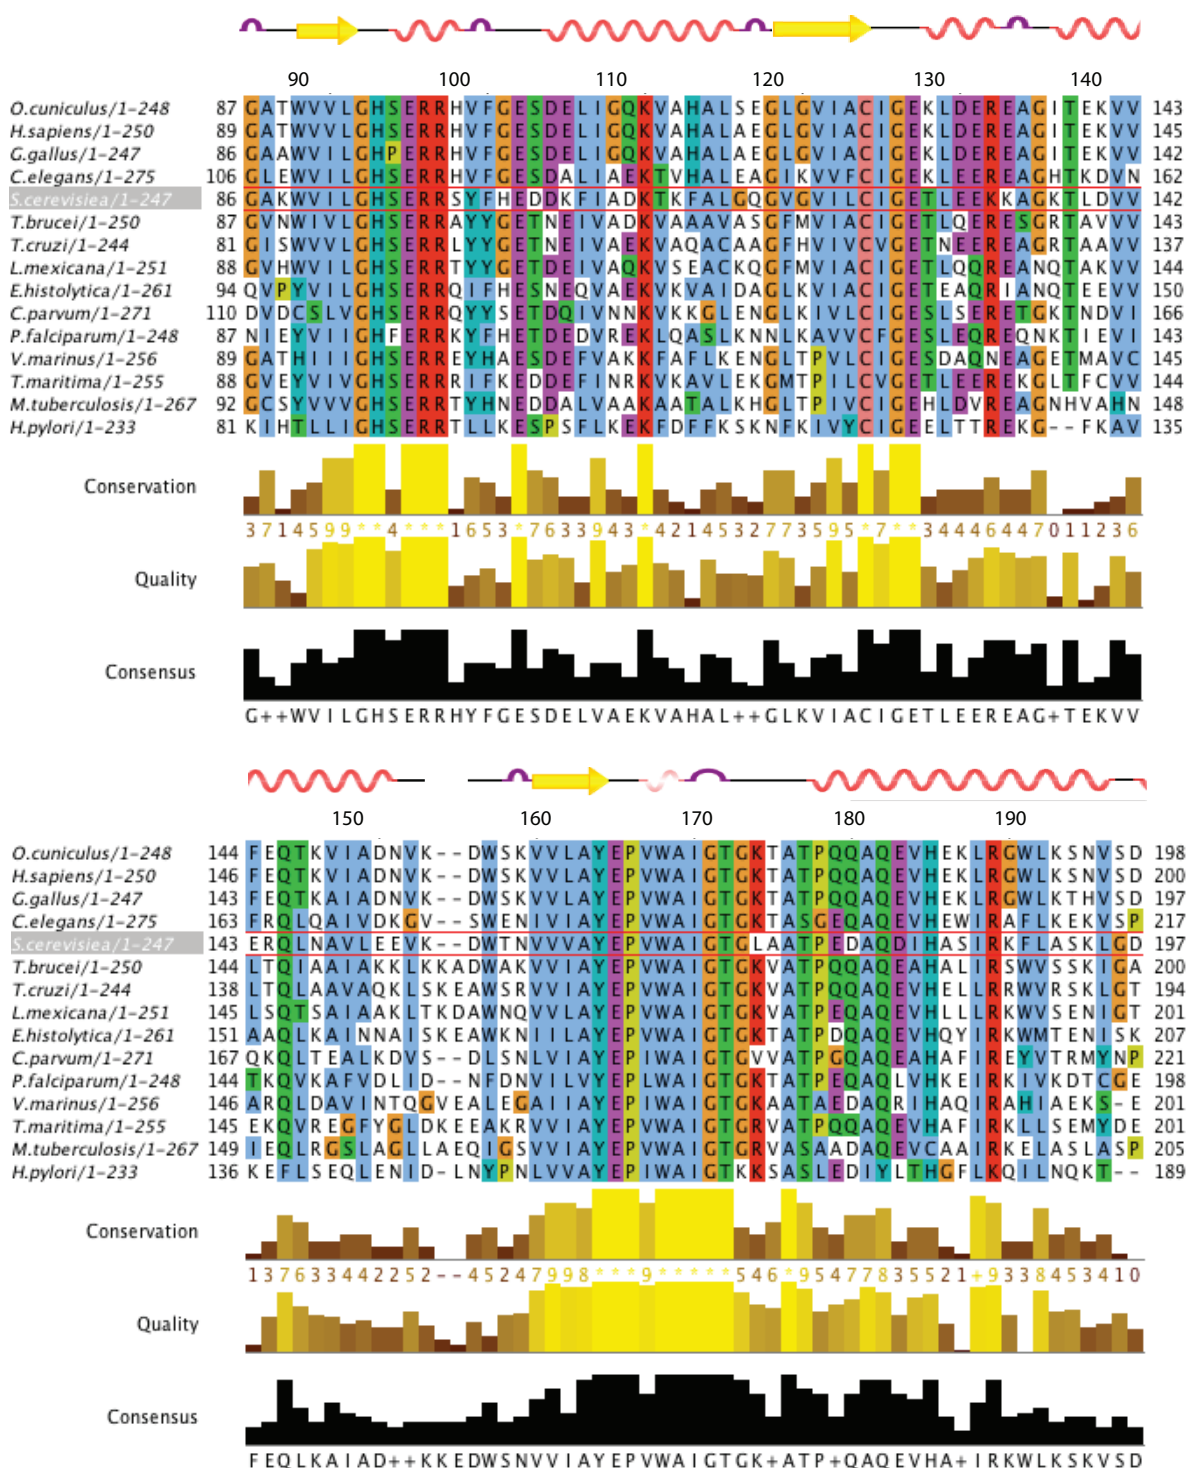 90 100 110 120 130 140
O.cuniculus/1-248 87 GATWVVLGHSERRHVFGESDELIGQKVAHALSEGLGVIACIGEKLDEREAGITEKVV 143
H.sapiens/1-250 89 GATWVVLGHSERRHVFGESDELIGQKVAHALAEGLGVIACIGEKLDEREAGITEKVV 145
G.gallus/1-247 86 GAAWVILGHPERRHVFGESDELIGQKVAHALAEGLGVIACIGEKLDEREAGITEKVV 142
C.elegans/1-275 106 GLEWVILGHSERRHVFGESDALIAEKTVHALEAGIKVVFCIGEKLEEREAGHTKDVN 162
S.cerevisiea/1-247 86 GAKWVILGHSERRSYFHEDDKFIADKTKFALGQGVGVILCIGETLEEKKAGKTLDVV 142
T.brucei/1-250 87 GVNWIVLGHSERRAYYGETNEIVADKVAAAVASGFMVIACIGETLQERESGRTAVVV 143
T.cruzi/1-244 81 GISWVVLGHSERRLYYGETNEIVAEKVAQACAAGFHVIVCVGETNEEREAGRTAAVV 137
L.mexicana/1-251 88 GVHWVILGHSERRTYYGETDEIVAQKVSEACKQGFMVIACIGETLQQREANQTAKVV 144
E.histolytica/1-261 94 QVPYVILGHSERRQIFHESNEQVAEKVKVAIDAGLKVIACIGETEAQRIANQTEEVV 150
C.parvum/1-271 110 DVDCSLVGHSERRQYYSETDQIVNNKVKKGLENGLKIVLCIGESLSERETGKTNDVI 166
P.falciparum/1-248 87 NIEYVIIGHFERRKYFHETDEDVREKLQASLKNNLKAVVCFGESLEQREQNKTIEVI 143
V.marinus/1-256 89 GATHIIIGHSERREYHAESDEFVAKKFAFLKENGLTPVLCIGESDAQNEAGETMAVC 145
T.maritima/1-255 88 GVEYVIVGHSERRRIFKEDDEFINRKVKAVLEKGMTPILCVGETLEEREKGLTFCVV 144
M.tuberculosis/1-267 92 GCSYVVVGHSERRTYHNEDDALVAAKAATALKHGLTPIVCIGEHLDVREAGNHVAHN 148
H.pylori/1-233 81 KIHTLLIGHSERRTLLKESPSFLKEKFDFFKSKNFKIVYCIGEELTTREKG--FKAV 135
Conservation
3714599**4***1653*7633943*4214532773595*7**34446447011236
Quality
Consensus
G++WVILGHSERRHYFGESDELVAEKVAHAL++GLKVIACIGETLEEREAG+TEKVV
150 160 170 180 190
O.cuniculus/1-248 144 FEQTKVIADNVK--DWSKVVLAYEPVWAIGTGKTATPQQAQEVHEKLRGWLKSNVSD 198
H.sapiens/1-250 146 FEQTKVIADNVK--DWSKVVLAYEPVWAIGTGKTATPQQAQEVHEKLRGWLKSNVSD 200
G.gallus/1-247 143 FEQTKAIADNVK--DWSKVVLAYEPVWAIGTGKTATPQQAQEVHEKLRGWLKTHVSD 197
C.elegans/1-275 163 FRQLQAIVDKGV--SWENIVIAYEPVWAIGTGKTASGEQAQEVHEWIRAFLKEKVSP 217
S.cerevisiea/1-247 143 ERQLNAVLEEVK--DWTNVVVAYEPVWAIGTGLAATPEDAQDIHASIRKFLASKLGD 197
T.brucei/1-250 144 LTQIAAIAKKLKKADWAKVVIAYEPVWAIGTGKVATPQQAQEAHALIRSWVSSKIGA 200
T.cruzi/1-244 138 LTQLAAVAQKLSKEAWSRVVIAYEPVWAIGTGKVATPQQAQEVHELLRRWVRSKLGT 194
L.mexicana/1-251 145 LSQTSAIAAKLTKDAWNQVVLAYEPVWAIGTGKVATPEQAQEVHLLLRKWVSENIGT 201
E.histolytica/1-261 151 AAQLKAINNAISKEAWKNIILAYEPVWAIGTGKTATPDQAQEVHQYIRKWMTENISK 207
C.parvum/1-271 167 QKQLTEALKDVS--DLSNLVIAYEPIWAIGTGVVATPGQAQEAHAFIREYVTRMYNP 221
P.falciparum/1-248 144 TKQVKAFVDLID--NFDNVILVYEPLWAIGTGKTATPEQAQLVHKEIRKIVKDTCGE 198
V.marinus/1-256 146 ARQLDAVINTQGVEALEGAIIAYEPIWAIGTGKAATAEDAQRIHAQIRAHIAEKS-E 201
T.maritima/1-255 145 EKQVREGFYGLDKEEAKRVVIAYEPVWAIGTGRVATPQQAQEVHAFIRKLLSEMYDE 201
M.tuberculosis/1-267 149 IEQLRGSLAGLLAEQIGSVVIAYEPVWAIGTGRVASAADAQEVCAAIRKELASLASP 205
H.pylori/1-233 136 KEFLSEQLENID-LNYPNLVVAYEPIWAIGTKKSASLEDIYLTHGFLKQILNQKT-- 189
Conservation
137633442252--45247998***9*****546*95477835521+9338453410
Quality
Consensus
FEQLKAIAD++KKEDWSNVVIAYEPVWAIGTGK+ATP+QAQEVHA+IRKWLKSKVSD